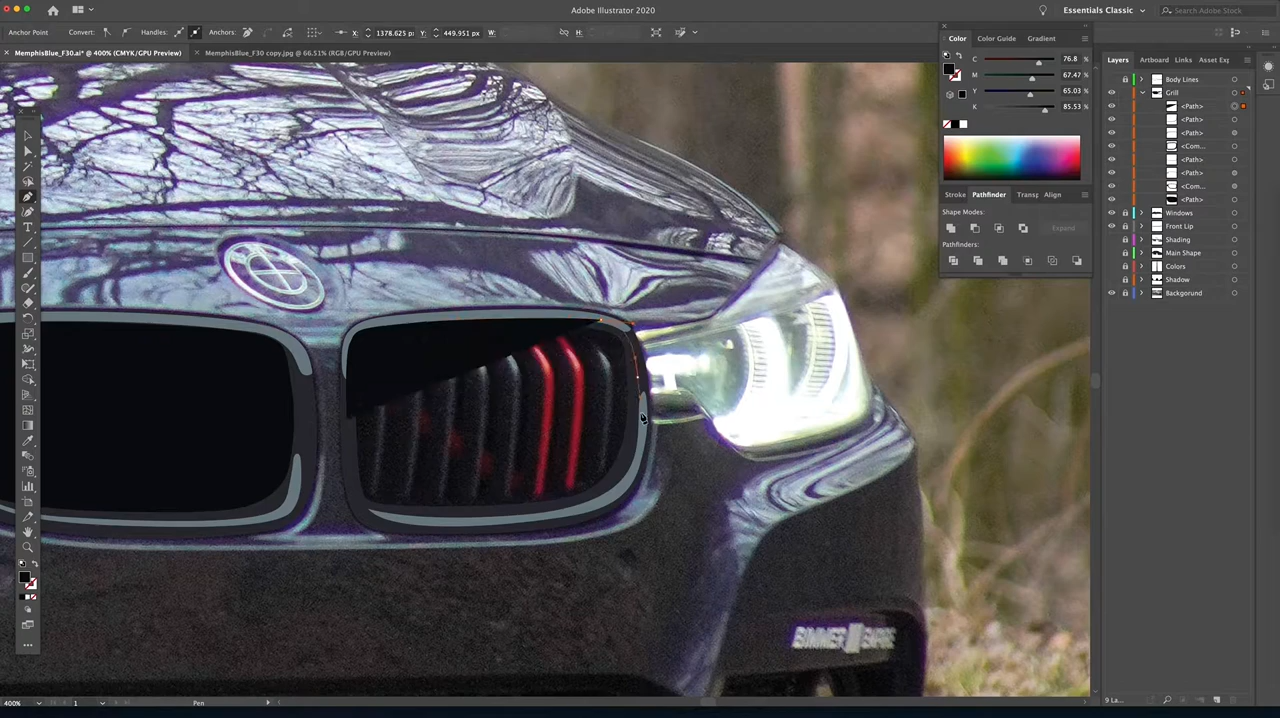 Adobe Illustrator 2020
Essentials Classic
Search Adobe Stock
Anchor Point
Convert:
Handles:
Anchors:
X: 1378.625 px
Y: 449.951 px
W:
H:
MemphisBlue_F30.ai* @ 400% (CMYK/GPU Preview)
MemphisBlue_F30 copy.jpg @ 66.51% (RGB/GPU Preview)
Color
Color Guide
Gradient
C 76.8 %
M 67.47 %
Y 65.03 %
K 85.53 %
Stroke
Pathfinder
Transp
Align
Shape Modes:
Expand
Pathfinders:
Layers
Artboard
Links
Asset Ex
Body Lines
Grill
<Path>
<Path>
<Path>
<Com...
<Path>
<Path>
<Com...
<Path>
Windows
Front Lip
Shading
Main Shape
Colors
Shadow
Background
9 La...
400%
1
Pen